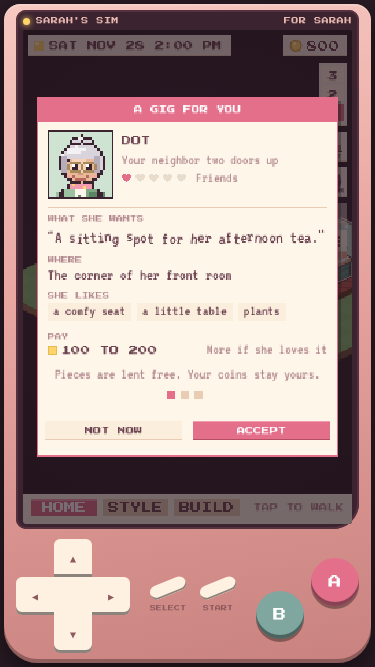 SARAH'S SIM
FOR SARAH
SAT NOV 28 2:00 PM
800
3
2
A GIG FOR YOU
DOT
Your neighbor two doors up
Friends
WHAT SHE WANTS
"A sitting spot for her afternoon tea."
WHERE
The corner of her front room
SHE LIKES
a comfy seat
a little table
plants
PAY
100 TO 200
More if she loves it
Pieces are lent free. Your coins stay yours.
NOT NOW
ACCEPT
HOME
STYLE
BUILD
TAP TO WALK
SELECT
START
B
A